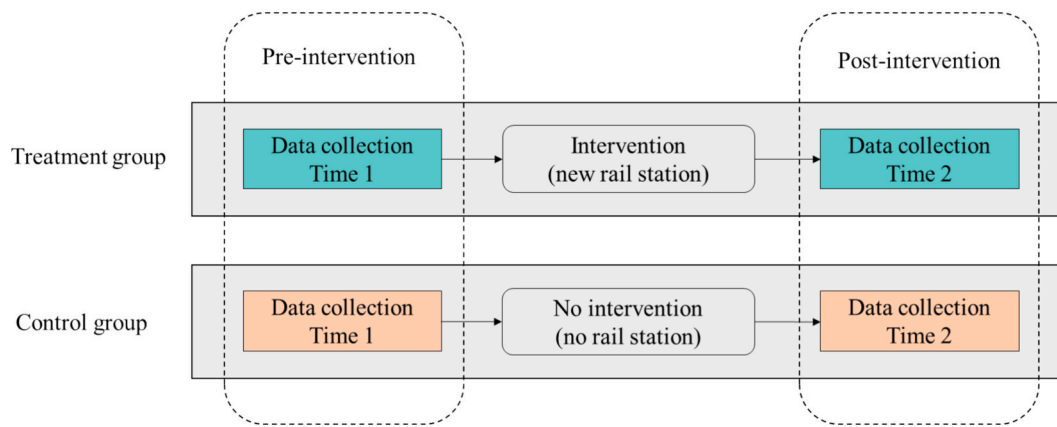 Pre-intervention
Post-intervention
Treatment group
Data collection
Time 1
Intervention
(new rail station)
Data collection
Time 2
Control group
Data collection
Time 1
No intervention
(no rail station)
Data collection
Time 2